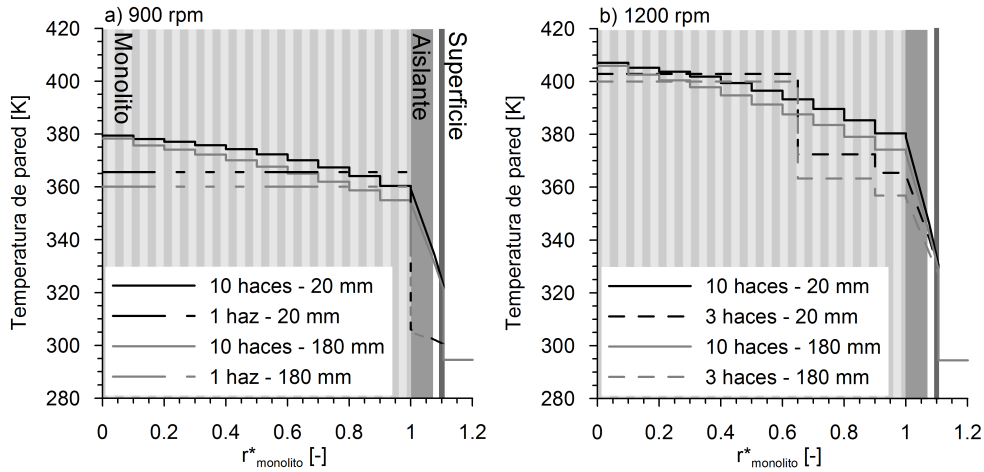 a) 900 rpm
420
400
380
360
340
320
300
280
Temperatura de pared [K]
Monolito
Aislante
Superficie
10 haces - 20 mm
1 haz - 20 mm
10 haces - 180 mm
1 haz - 180 mm
0
0.2
0.4
0.6
0.8
1
1.2
r*monolito [-]
b) 1200 rpm
420
400
380
360
340
320
300
280
Temperatura de pared [K]
10 haces - 20 mm
3 haces - 20 mm
10 haces - 180 mm
3 haces - 180 mm
0
0.2
0.4
0.6
0.8
1
1.2
r*monolito [-]